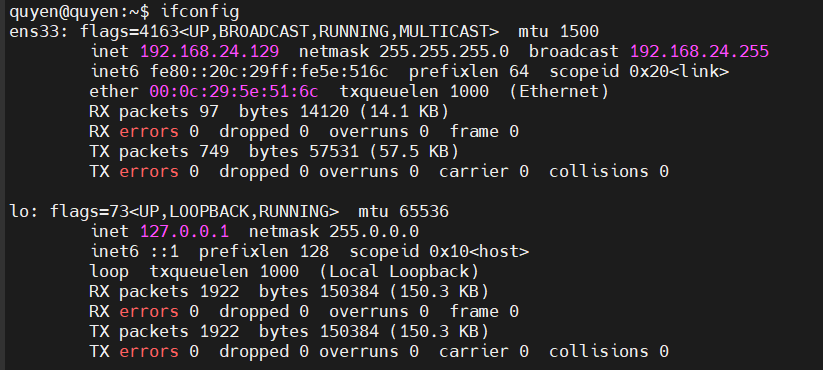 quyen@quyen:~$ ifconfig
ens33: flags=4163<UP,BROADCAST,RUNNING,MULTICAST>  mtu 1500
        inet 192.168.24.129  netmask 255.255.255.0  broadcast 192.168.24.255
        inet6 fe80::20c:29ff:fe5e:516c  prefixlen 64  scopeid 0x20<link>
        ether 00:0c:29:5e:51:6c  txqueuelen 1000  (Ethernet)
        RX packets 97  bytes 14120 (14.1 KB)
        RX errors 0  dropped 0  overruns 0  frame 0
        TX packets 749  bytes 57531 (57.5 KB)
        TX errors 0  dropped 0 overruns 0  carrier 0  collisions 0

lo: flags=73<UP,LOOPBACK,RUNNING>  mtu 65536
        inet 127.0.0.1  netmask 255.0.0.0
        inet6 ::1  prefixlen 128  scopeid 0x10<host>
        loop  txqueuelen 1000  (Local Loopback)
        RX packets 1922  bytes 150384 (150.3 KB)
        RX errors 0  dropped 0  overruns 0  frame 0
        TX packets 1922  bytes 150384 (150.3 KB)
        TX errors 0  dropped 0 overruns 0  carrier 0  collisions 0